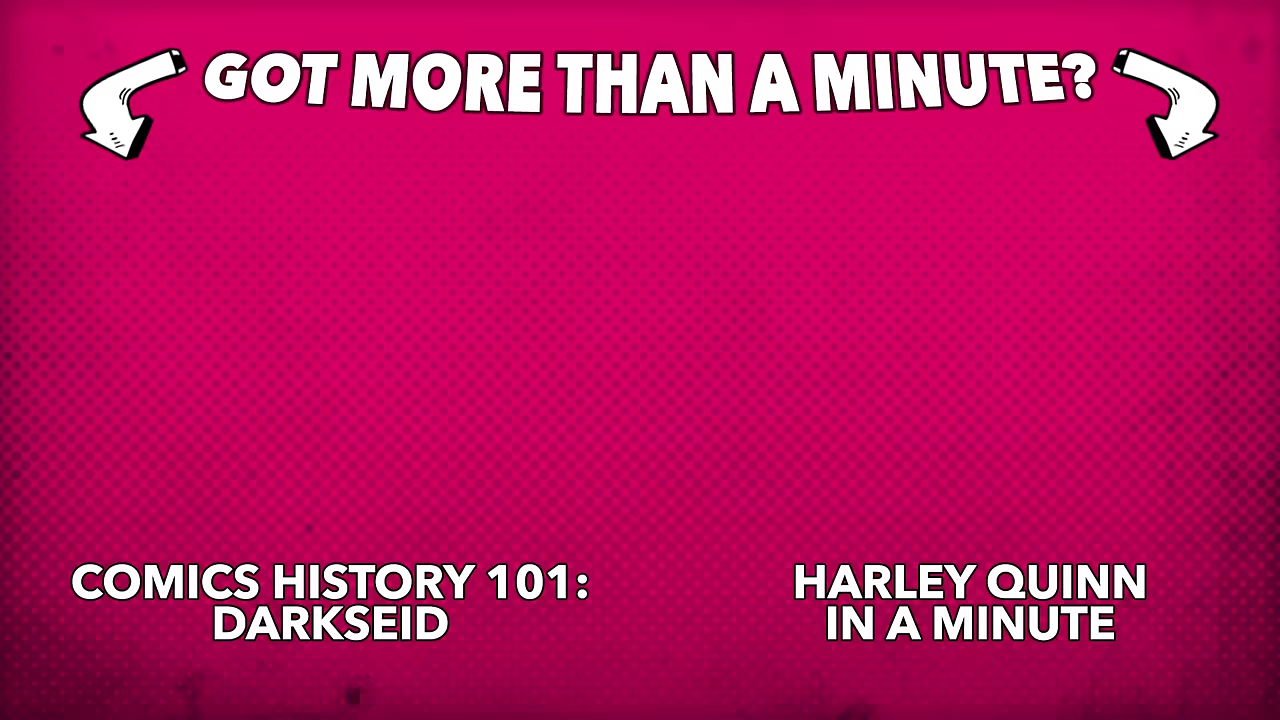 GOT MORE THAN A MINUTE?
COMICS HISTORY 101:
DARKSEID
HARLEY QUINN
IN A MINUTE